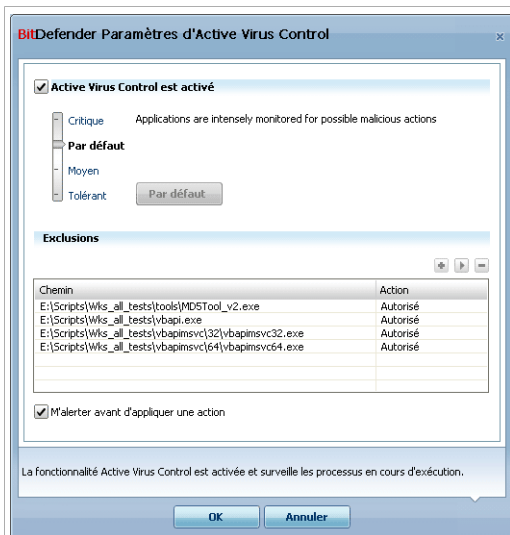 BitDefender Paramètres d'Active Virus Control
Active Virus Control est activé
Critique
Applications are intensely monitored for possible malicious actions
Par défaut
Moyen
Tolérant
Par défaut
Exclusions
Chemin Action
E:\Scripts\Wks_all_tests\tools\MD5Tool_v2.exe Autorisé
E:\Scripts\Wks_all_tests\vbapi.exe Autorisé
E:\Scripts\Wks_all_tests\vbapimsvc\32\vbapimsvc32.exe Autorisé
E:\Scripts\Wks_all_tests\vbapimsvc\64\vbapimsvc64.exe Autorisé
M'alerter avant d'appliquer une action
La fonctionnalité Active Virus Control est activée et surveille les processus en cours d'exécution.
OK Annuler